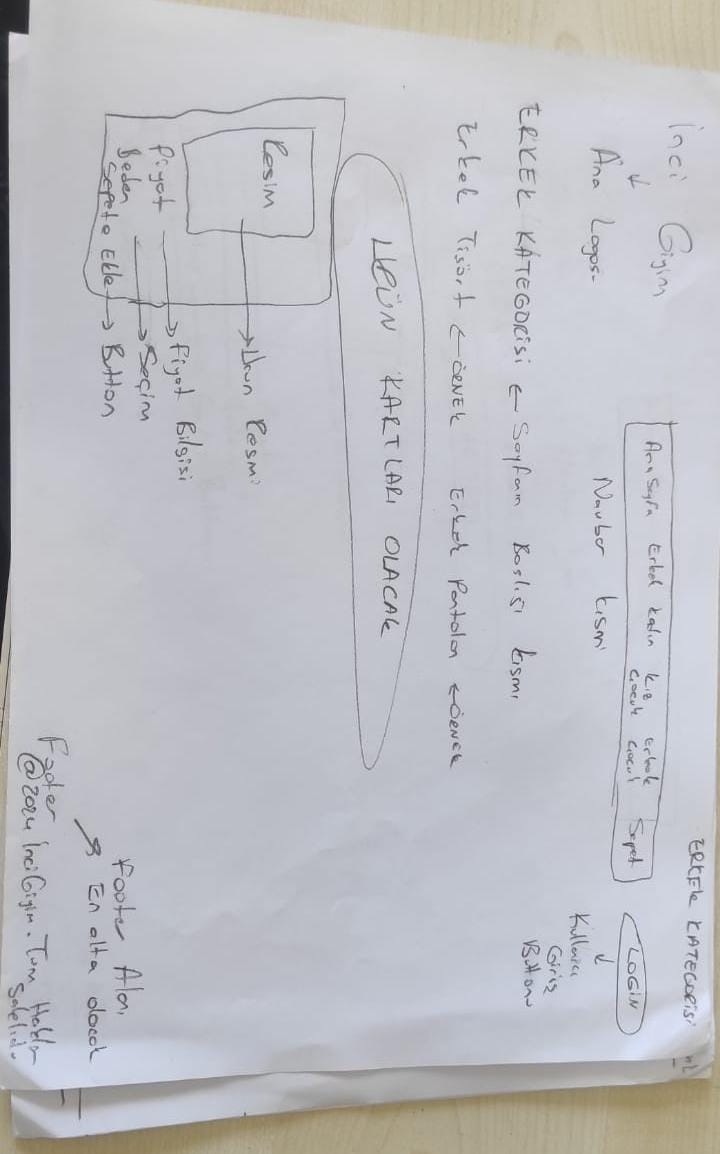 ERKEK KATEGORİSİ
İnci Giyim
↓
Ana Logosu
Ana Sayfa Erkek Kadın Kız Çocuk Erkek Çocuk Sepet
Navbar Kısmı
LOGIN
↓
Kullanıcı
Giriş
Butonu
ERKEK KATEGORİSİ ← Sayfanın Başlığı Kısmı
Erkek Tişört ← ÖRNEK Erkek Pantolon ← ÖRNEK
ÜRÜN KARTLARI OLACAK
Resim → Ürün Resmi
Fiyat → Fiyat Bilgisi
Beden → Seçim
Sepete Ekle → Button
Footer Alanı
En alta olacak
Footer
@2024 İnci Giyim. Tüm Hakları
Saklıdır